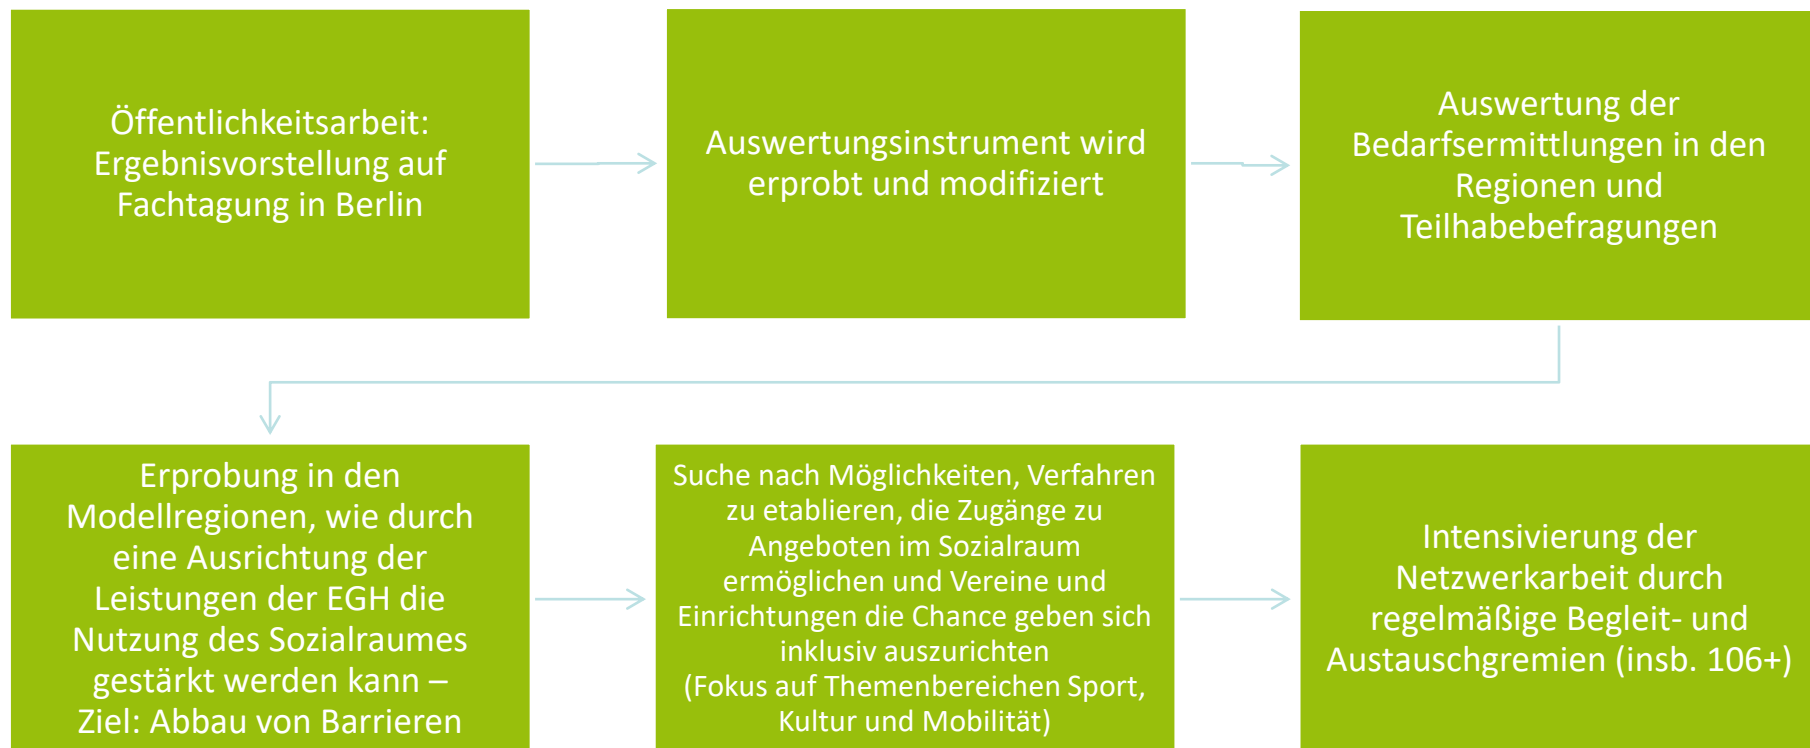 Öffentlichkeitsarbeit:
Ergebnisvorstellung auf
Fachtagung in Berlin
Auswertungsinstrument wird
erprobt und modifiziert
Auswertung der
Bedarfsermittlungen in den
Regionen und
Teilhabebefragungen
Erprobung in den
Modellregionen, wie durch
eine Ausrichtung der
Leistungen der EGH die
Nutzung des Sozialraumes
gestärkt werden kann –
Ziel: Abbau von Barrieren
Suche nach Möglichkeiten, Verfahren
zu etablieren, die Zugänge zu
Angeboten im Sozialraum
ermöglichen und Vereine und
Einrichtungen die Chance geben sich
inklusiv auszurichten
(Fokus auf Themenbereichen Sport,
Kultur und Mobilität)
Intensivierung der
Netzwerkarbeit durch
regelmäßige Begleit- und
Austauschgremien (insb. 106+)